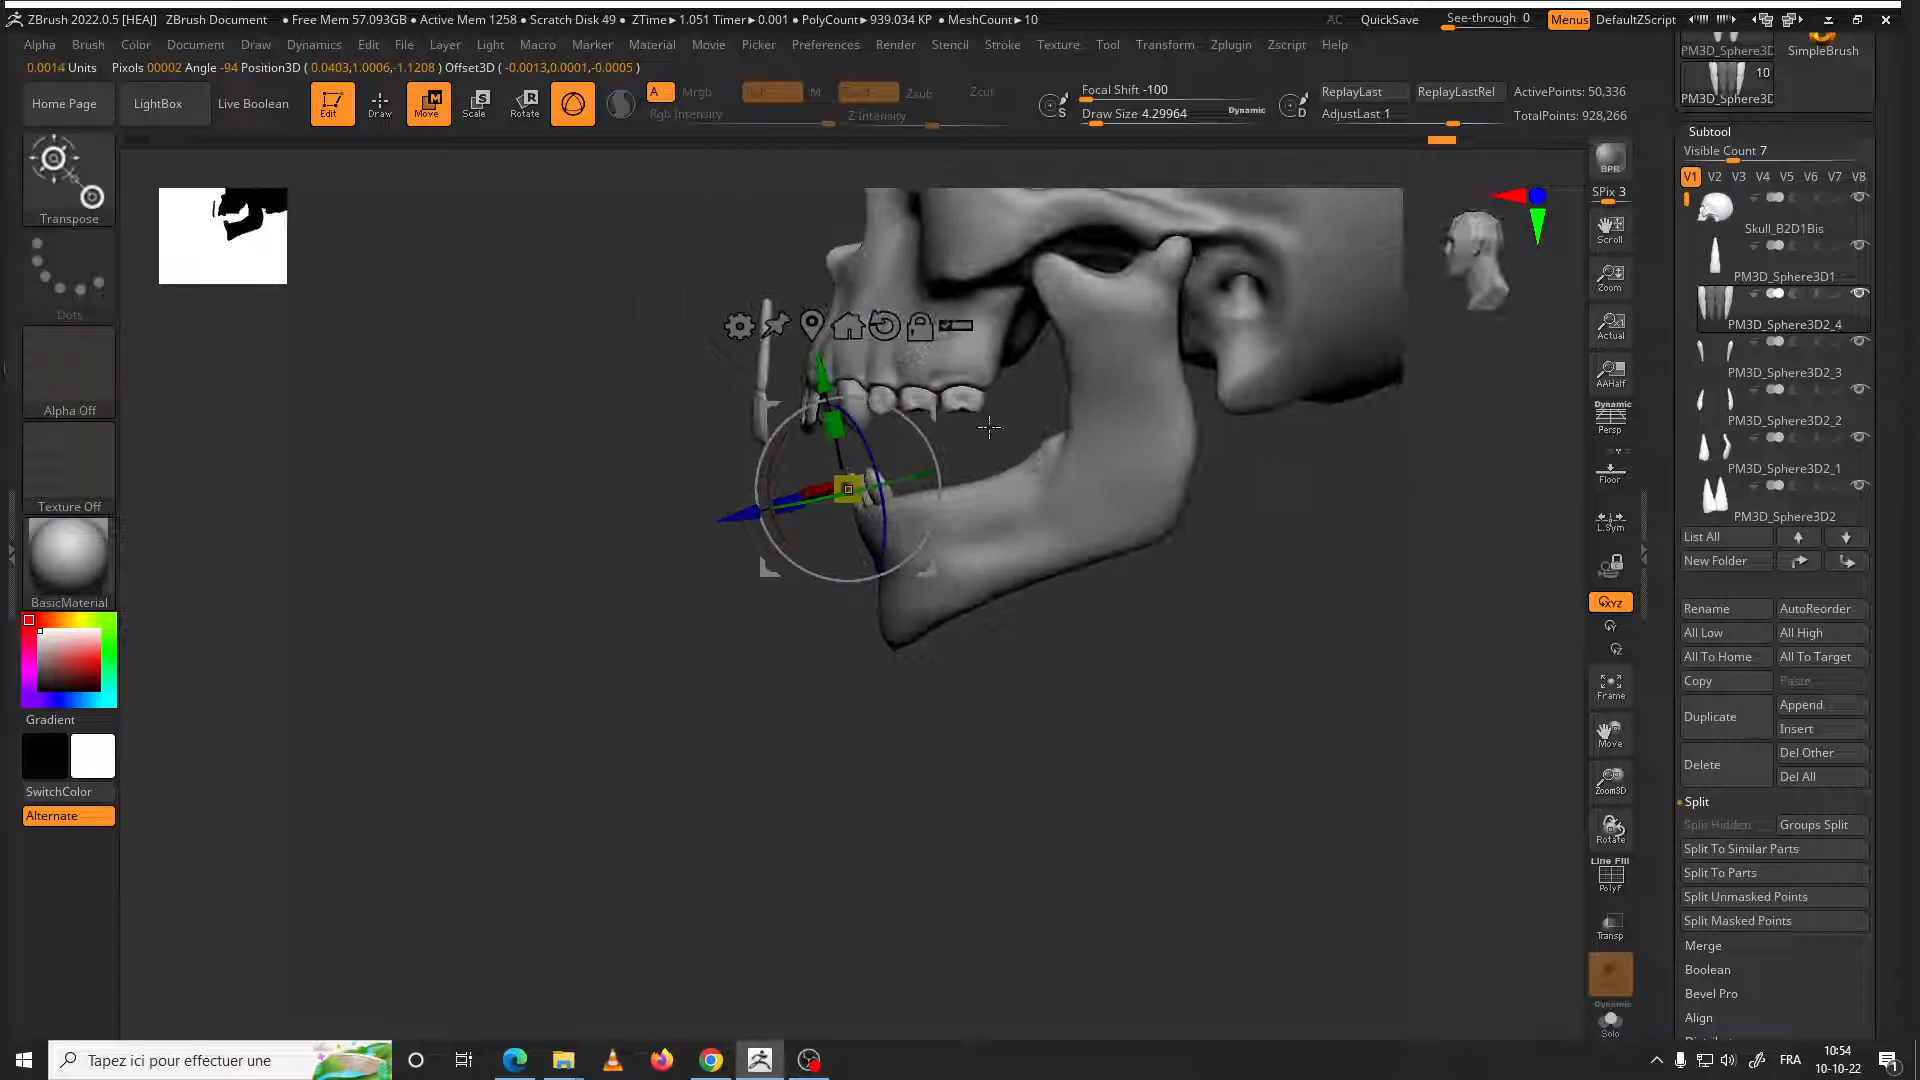 ZBrush 2022.0.5 [HEAJ] ZBrush Document ● Free Mem 57.093GB ● Active Mem 1258 ● Scratch Disk 49 ● ZTime►1.051 Timer►0.001 ● PolyCount►939.034 KP ● MeshCount►10 AC QuickSave See-through 0 Menus DefaultZScript
Alpha Brush Color Document Draw Dynamics Edit File Layer Light Macro Marker Material Movie Picker Preferences Render Stencil Stroke Texture Tool Transform Zplugin Zscript Help
0.0014 Units Pixols 00002 Angle -94 Position3D ( 0.0403,1.0006,-1.1208 ) Offset3D ( -0.0013,0.0001,-0.0005 )
Home Page LightBox Live Boolean Edit Draw Move Scale Rotate
A Mrgb M Zsub Zcut
Rgb Intensity Z-Intensity
Focal Shift -100
Draw Size 4.29964 Dynamic
S D
ReplayLast ReplayLastRel ActivePoints: 50,336
AdjustLast 1 TotalPoints: 928,266
Transpose
Dots
Alpha Off
Texture Off
BasicMaterial
Gradient
SwitchColor
Alternate
BPR
SPix 3
Scroll
Zoom
Actual
AAHalf
Dynamic
Persp
Floor
L.Sym
XYZ
Frame
Move
Zoom3D
Rotate
Line Fill
PolyF
Transp
Dynamic
Solo
PM3D_Sphere3D SimpleBrush
10
PM3D_Sphere3D
Subtool
Visible Count 7
V1 V2 V3 V4 V5 V6 V7 V8
Skull_B2D1Bis
PM3D_Sphere3D1
PM3D_Sphere3D2_4
PM3D_Sphere3D2_3
PM3D_Sphere3D2_2
PM3D_Sphere3D2_1
PM3D_Sphere3D2
List All
New Folder
Rename AutoReorder
All Low All High
All To Home All To Target
Copy Paste
Duplicate Append
Insert
Delete Del Other
Del All
Split
Split Hidden Groups Split
Split To Similar Parts
Split To Parts
Split Unmasked Points
Split Masked Points
Merge
Boolean
Bevel Pro
Align
Tapez ici pour effectuer une
FRA
10:54
10-10-22
1